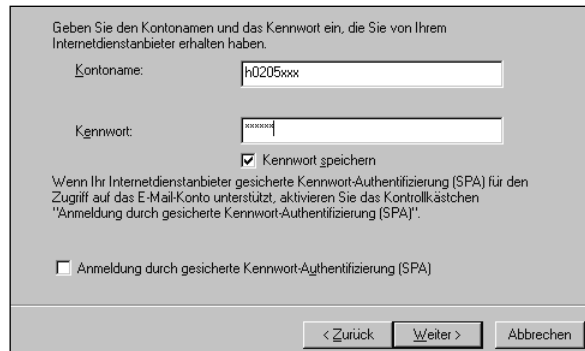 Geben Sie den Kontonamen und das Kennwort ein, die Sie von Ihrem
Internetdienstanbieter erhalten haben.
Kontoname: h0205xxx
Kennwort: ******
Kennwort speichern
Wenn Ihr Internetdienstanbieter gesicherte Kennwort-Authentifizierung (SPA) für den
Zugriff auf das E-Mail-Konto unterstützt, aktivieren Sie das Kontrollkästchen
"Anmeldung durch gesicherte Kennwort-Authentifizierung (SPA)".
Anmeldung durch gesicherte Kennwort-Authentifizierung (SPA)
< Zurück Weiter > Abbrechen